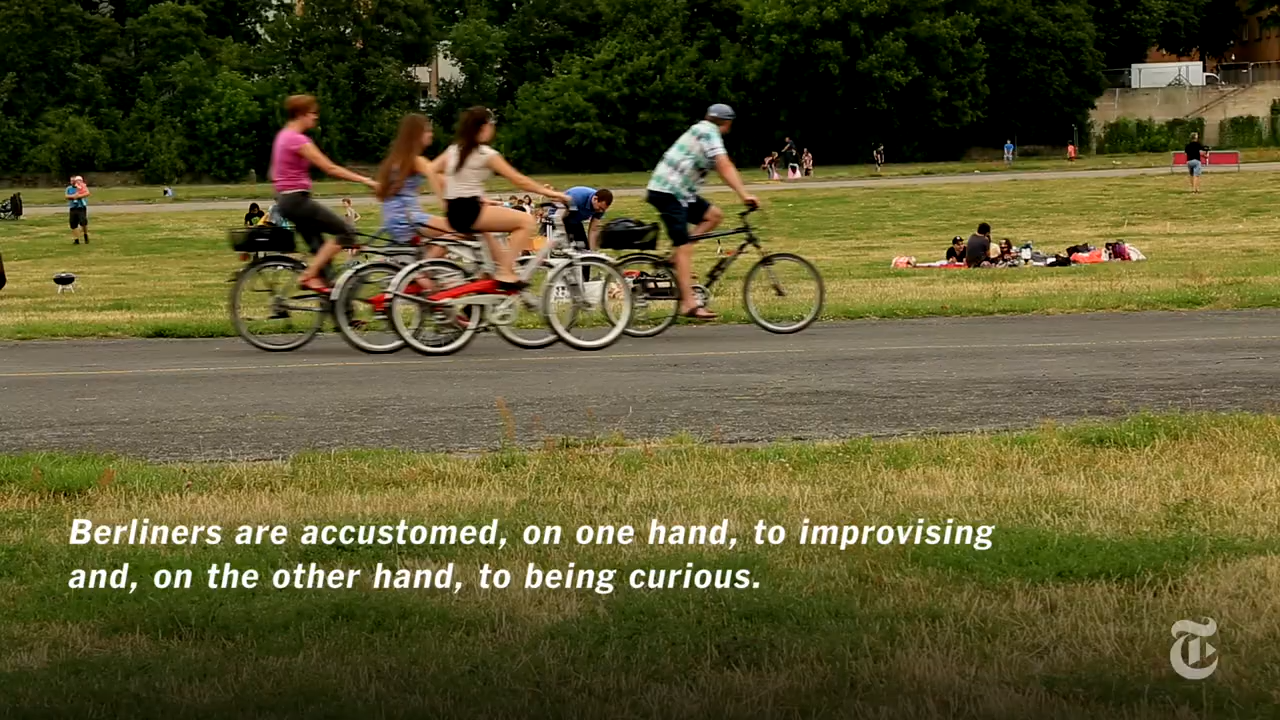 Berliners are accustomed, on one hand, to improvising
and, on the other hand, to being curious.
T